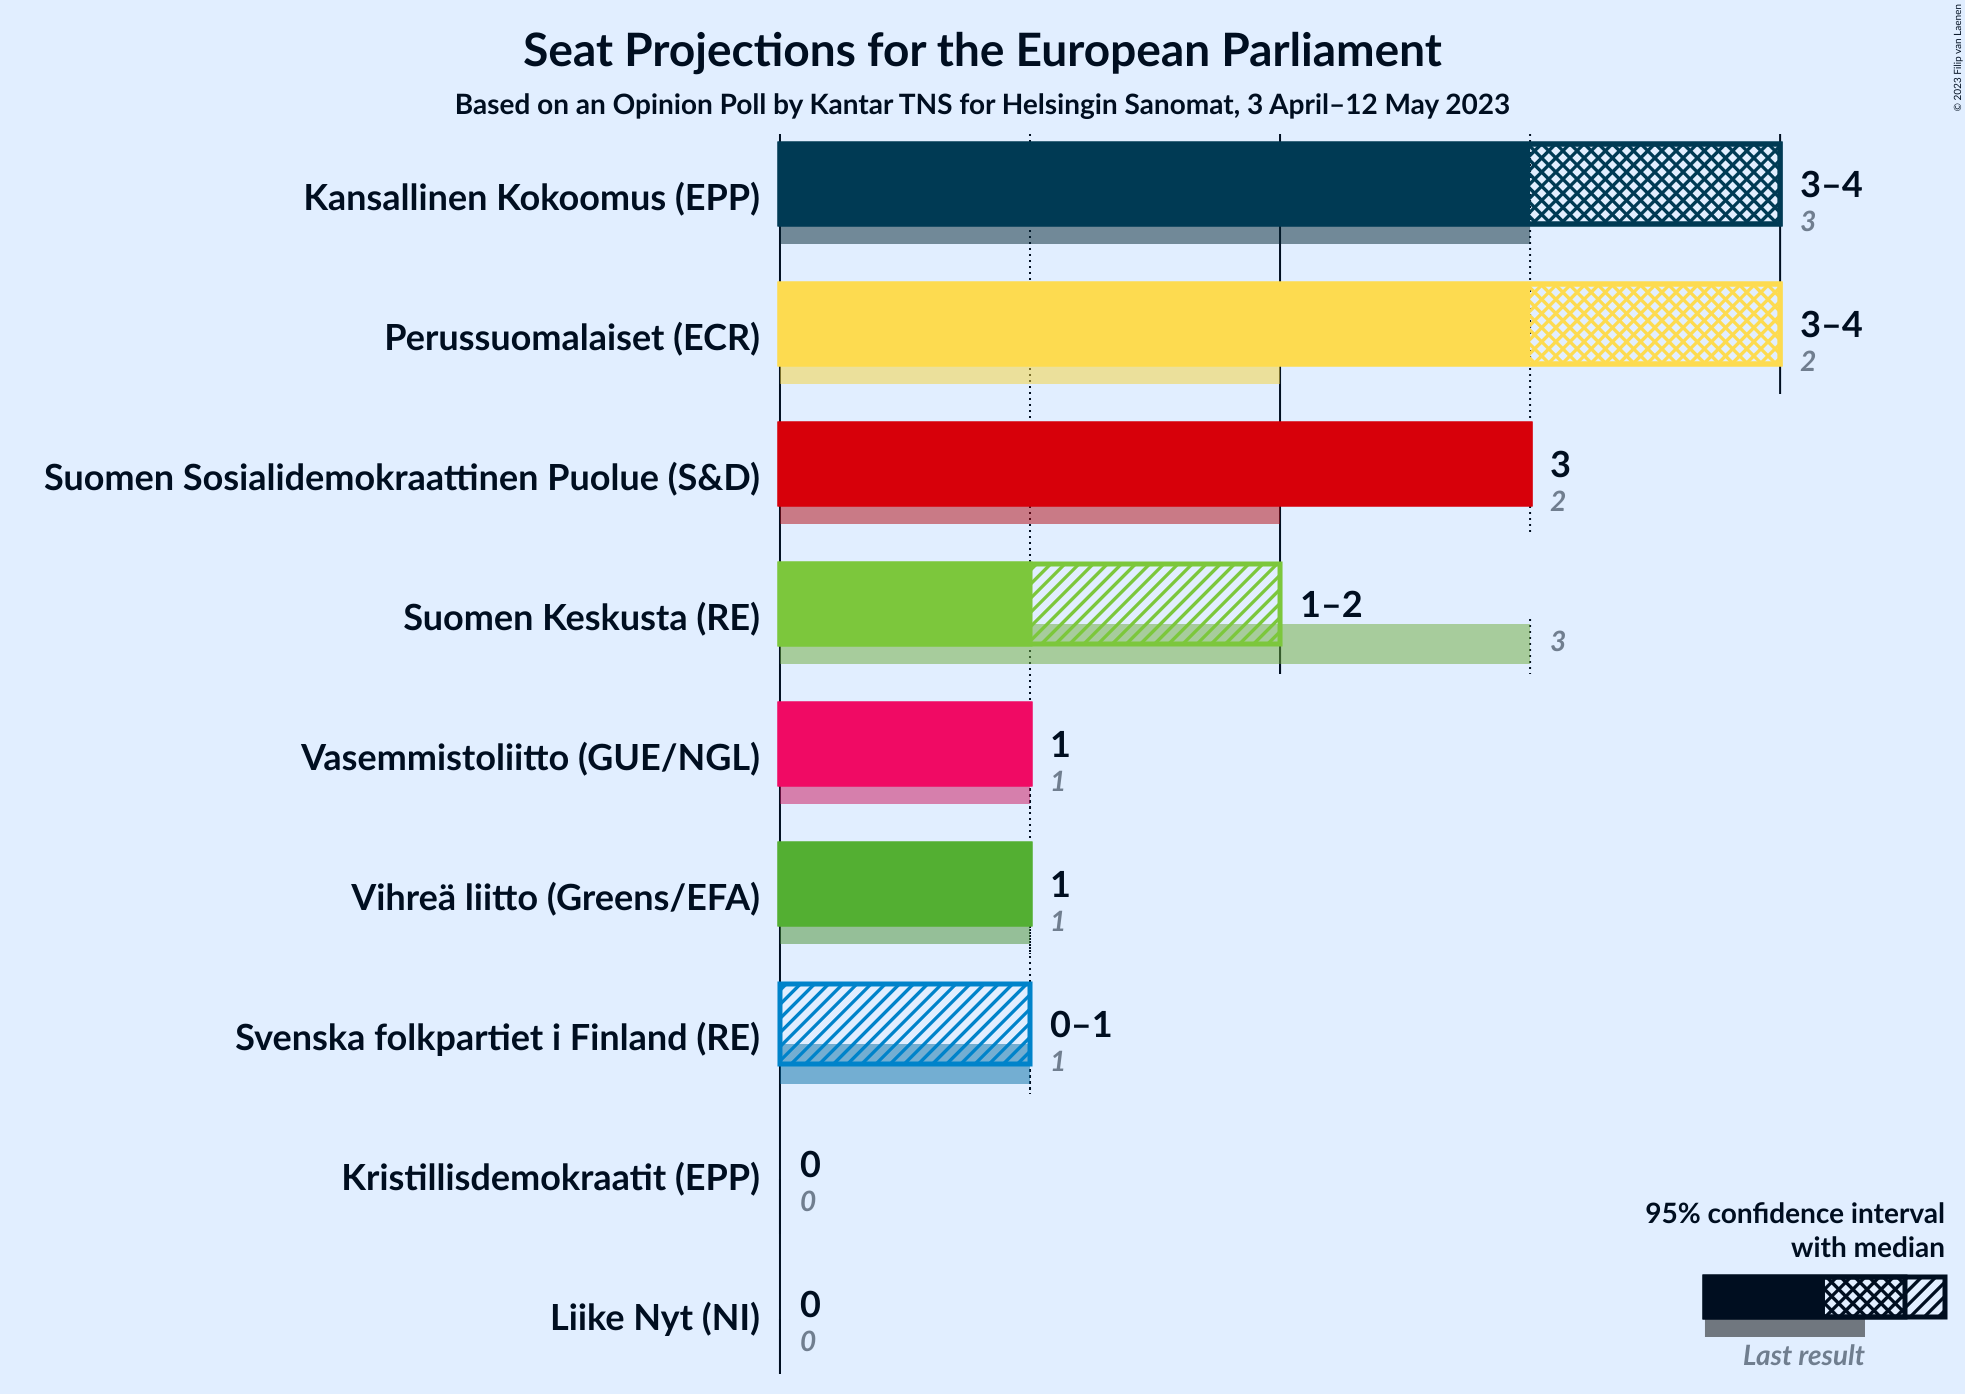 Seat Projections for the European Parliament
Based on an Opinion Poll by Kantar TNS for Helsingin Sanomat, 3 April–12 May 2023
© 2023 Filip van Laenen
Kansallinen Kokoomus (EPP)
3–4
3
Perussuomalaiset (ECR)
3–4
2
Suomen Sosialidemokraattinen Puolue (S&D)
3
2
Suomen Keskusta (RE)
1–2
3
Vasemmistoliitto (GUE/NGL)
1
1
Vihreä liitto (Greens/EFA)
1
1
Svenska folkpartiet i Finland (RE)
0–1
1
Kristillisdemokraatit (EPP)
0
0
Liike Nyt (NI)
0
0
95% confidence interval
with median
Last result